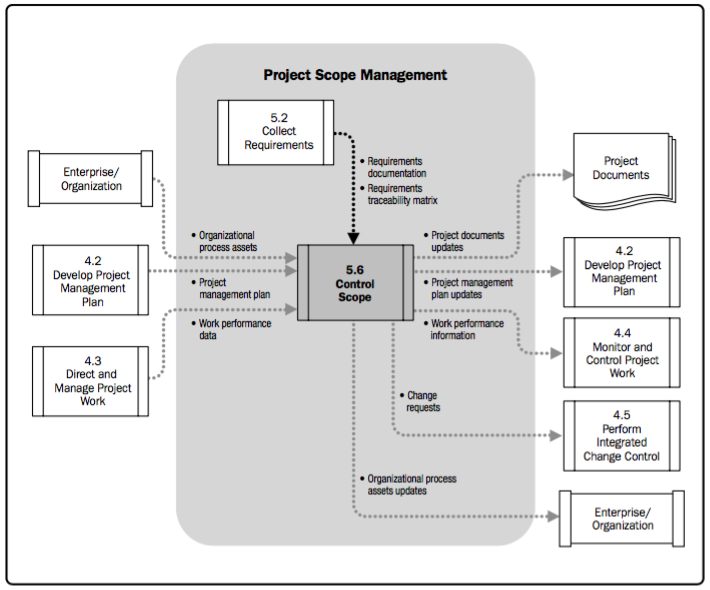 Project Scope Management
5.2
Collect
Requirements
• Requirements
documentation
• Requirements
traceability matrix
Enterprise/
Organization
4.2
Develop Project
Management
Plan
4.3
Direct and
Manage Project
Work
• Organizational
process assets
• Project
management plan
• Work performance
data
5.6
Control
Scope
• Project documents
updates
• Project management
plan updates
• Work performance
information
• Change
requests
• Organizational process
assets updates
Project
Documents
4.2
Develop Project
Management
Plan
4.4
Monitor and
Control Project
Work
4.5
Perform
Integrated
Change Control
Enterprise/
Organization